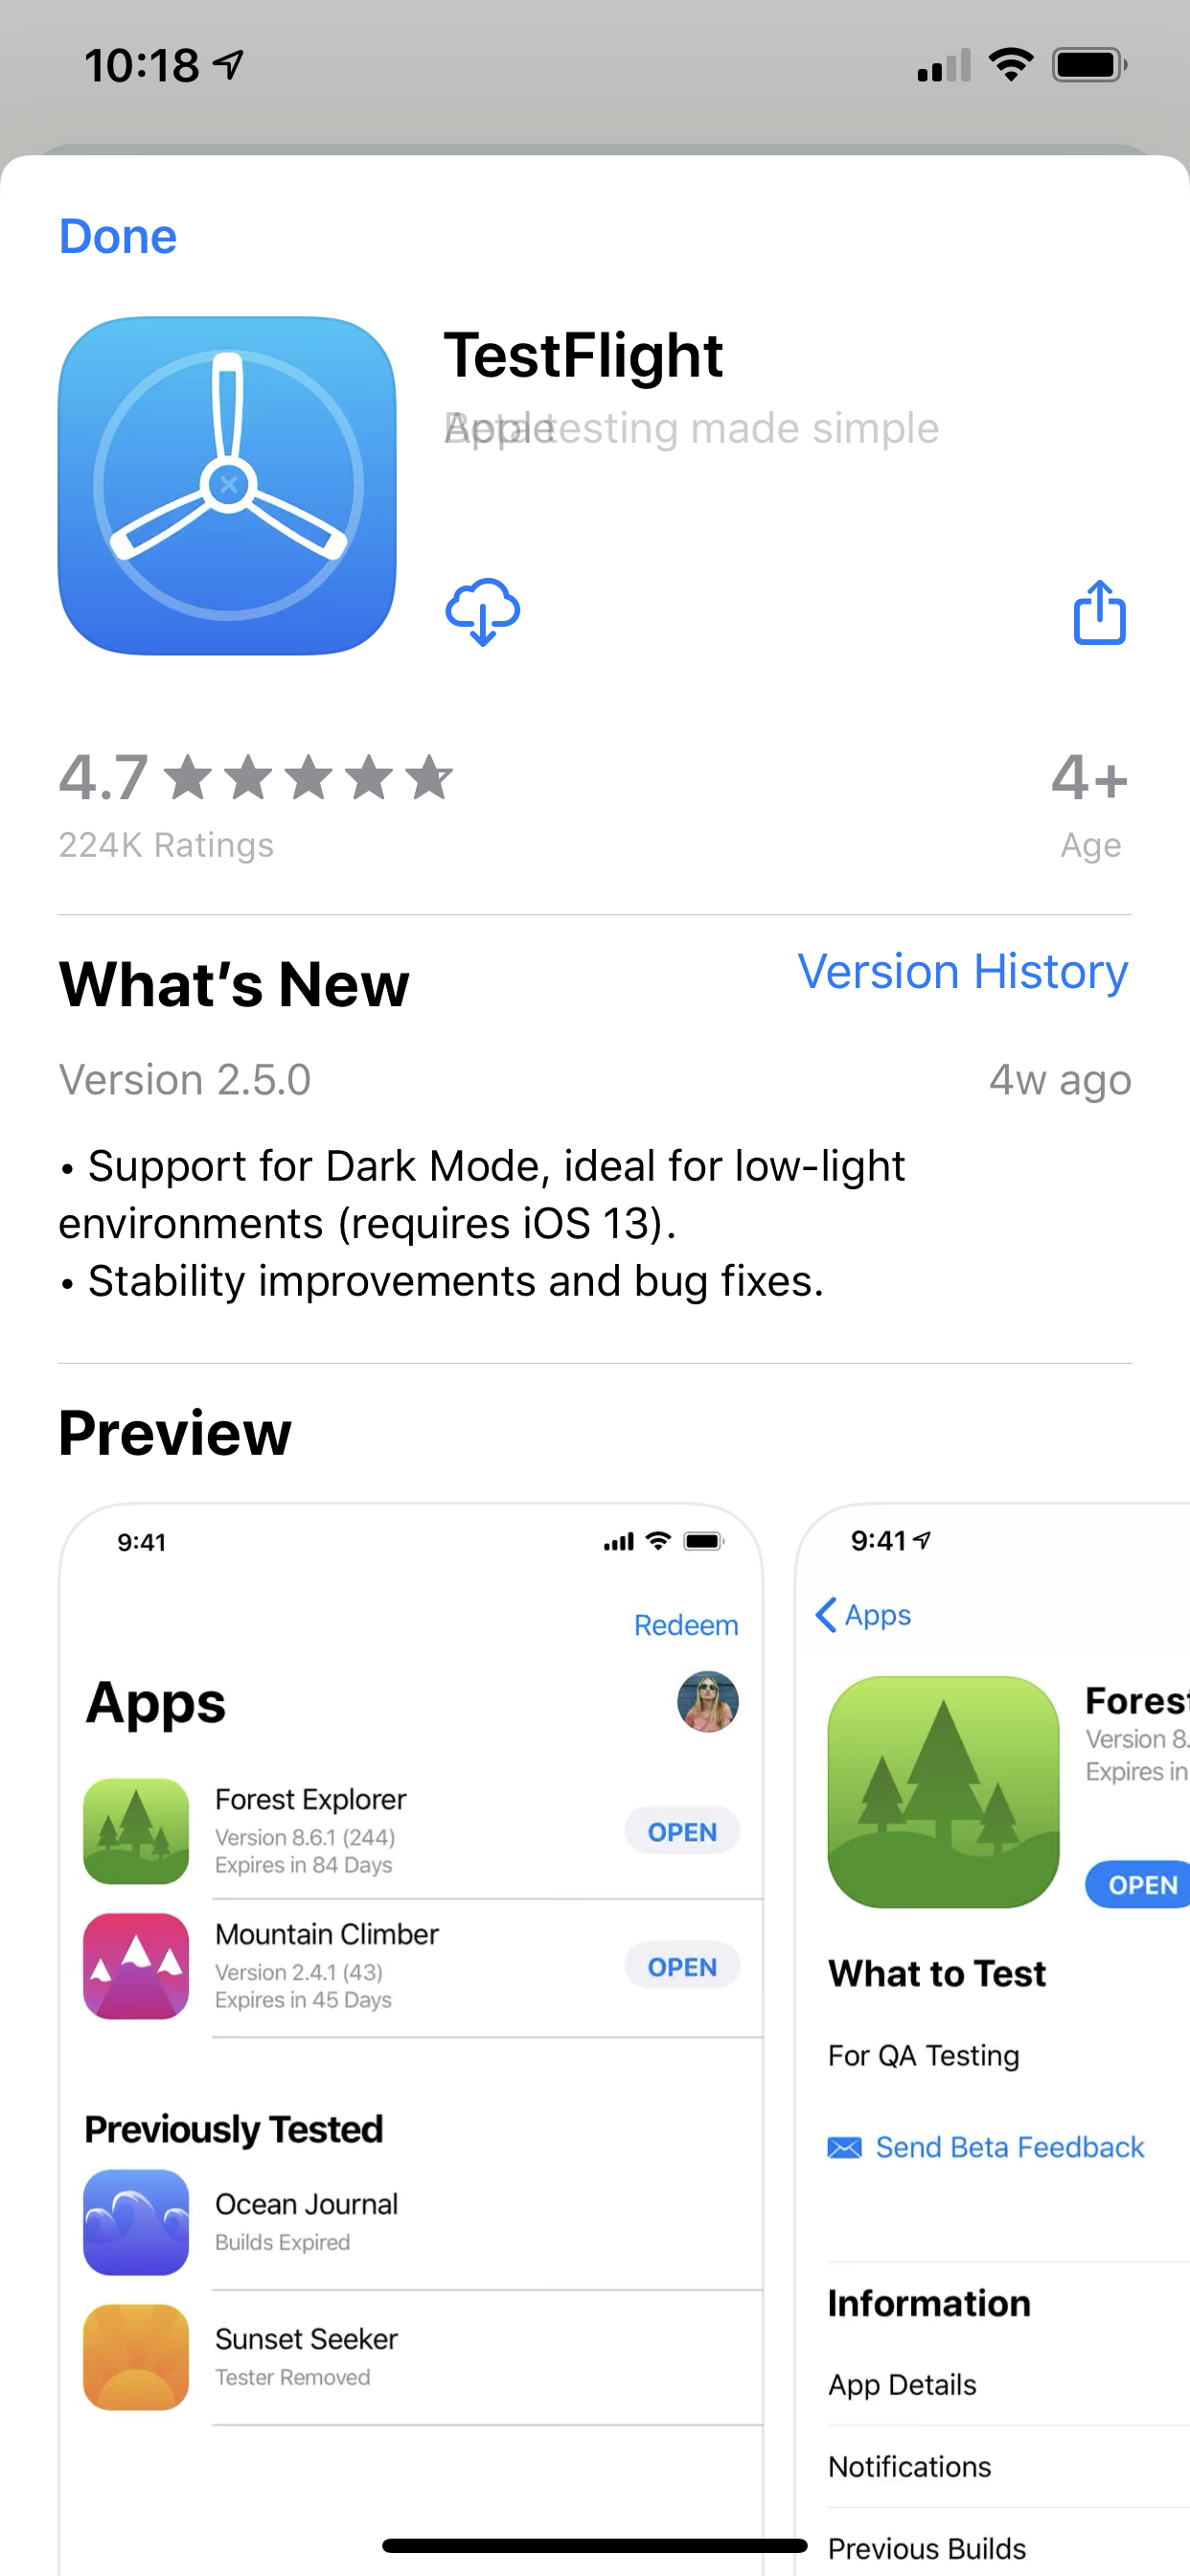 10:18
Done
TestFlight
Apple
Beta testing made simple
4.7
4+
224K Ratings
Age
What's New
Version History
Version 2.5.0
4w ago
• Support for Dark Mode, ideal for low-light
environments (requires iOS 13).
• Stability improvements and bug fixes.
Preview
9:41
Redeem
Apps
Forest Explorer
Version 8.6.1 (244)
Expires in 84 Days
OPEN
Mountain Climber
Version 2.4.1 (43)
Expires in 45 Days
OPEN
Previously Tested
Ocean Journal
Builds Expired
Sunset Seeker
Tester Removed
9:41
Apps
Forest
Version 8.
Expires in
OPEN
What to Test
For QA Testing
Send Beta Feedback
Information
App Details
Notifications
Previous Builds